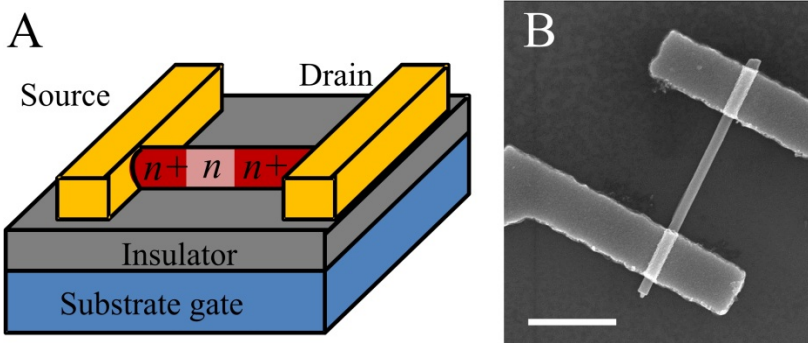 A
Source
Drain
n+ n n+
Insulator
Substrate gate
B